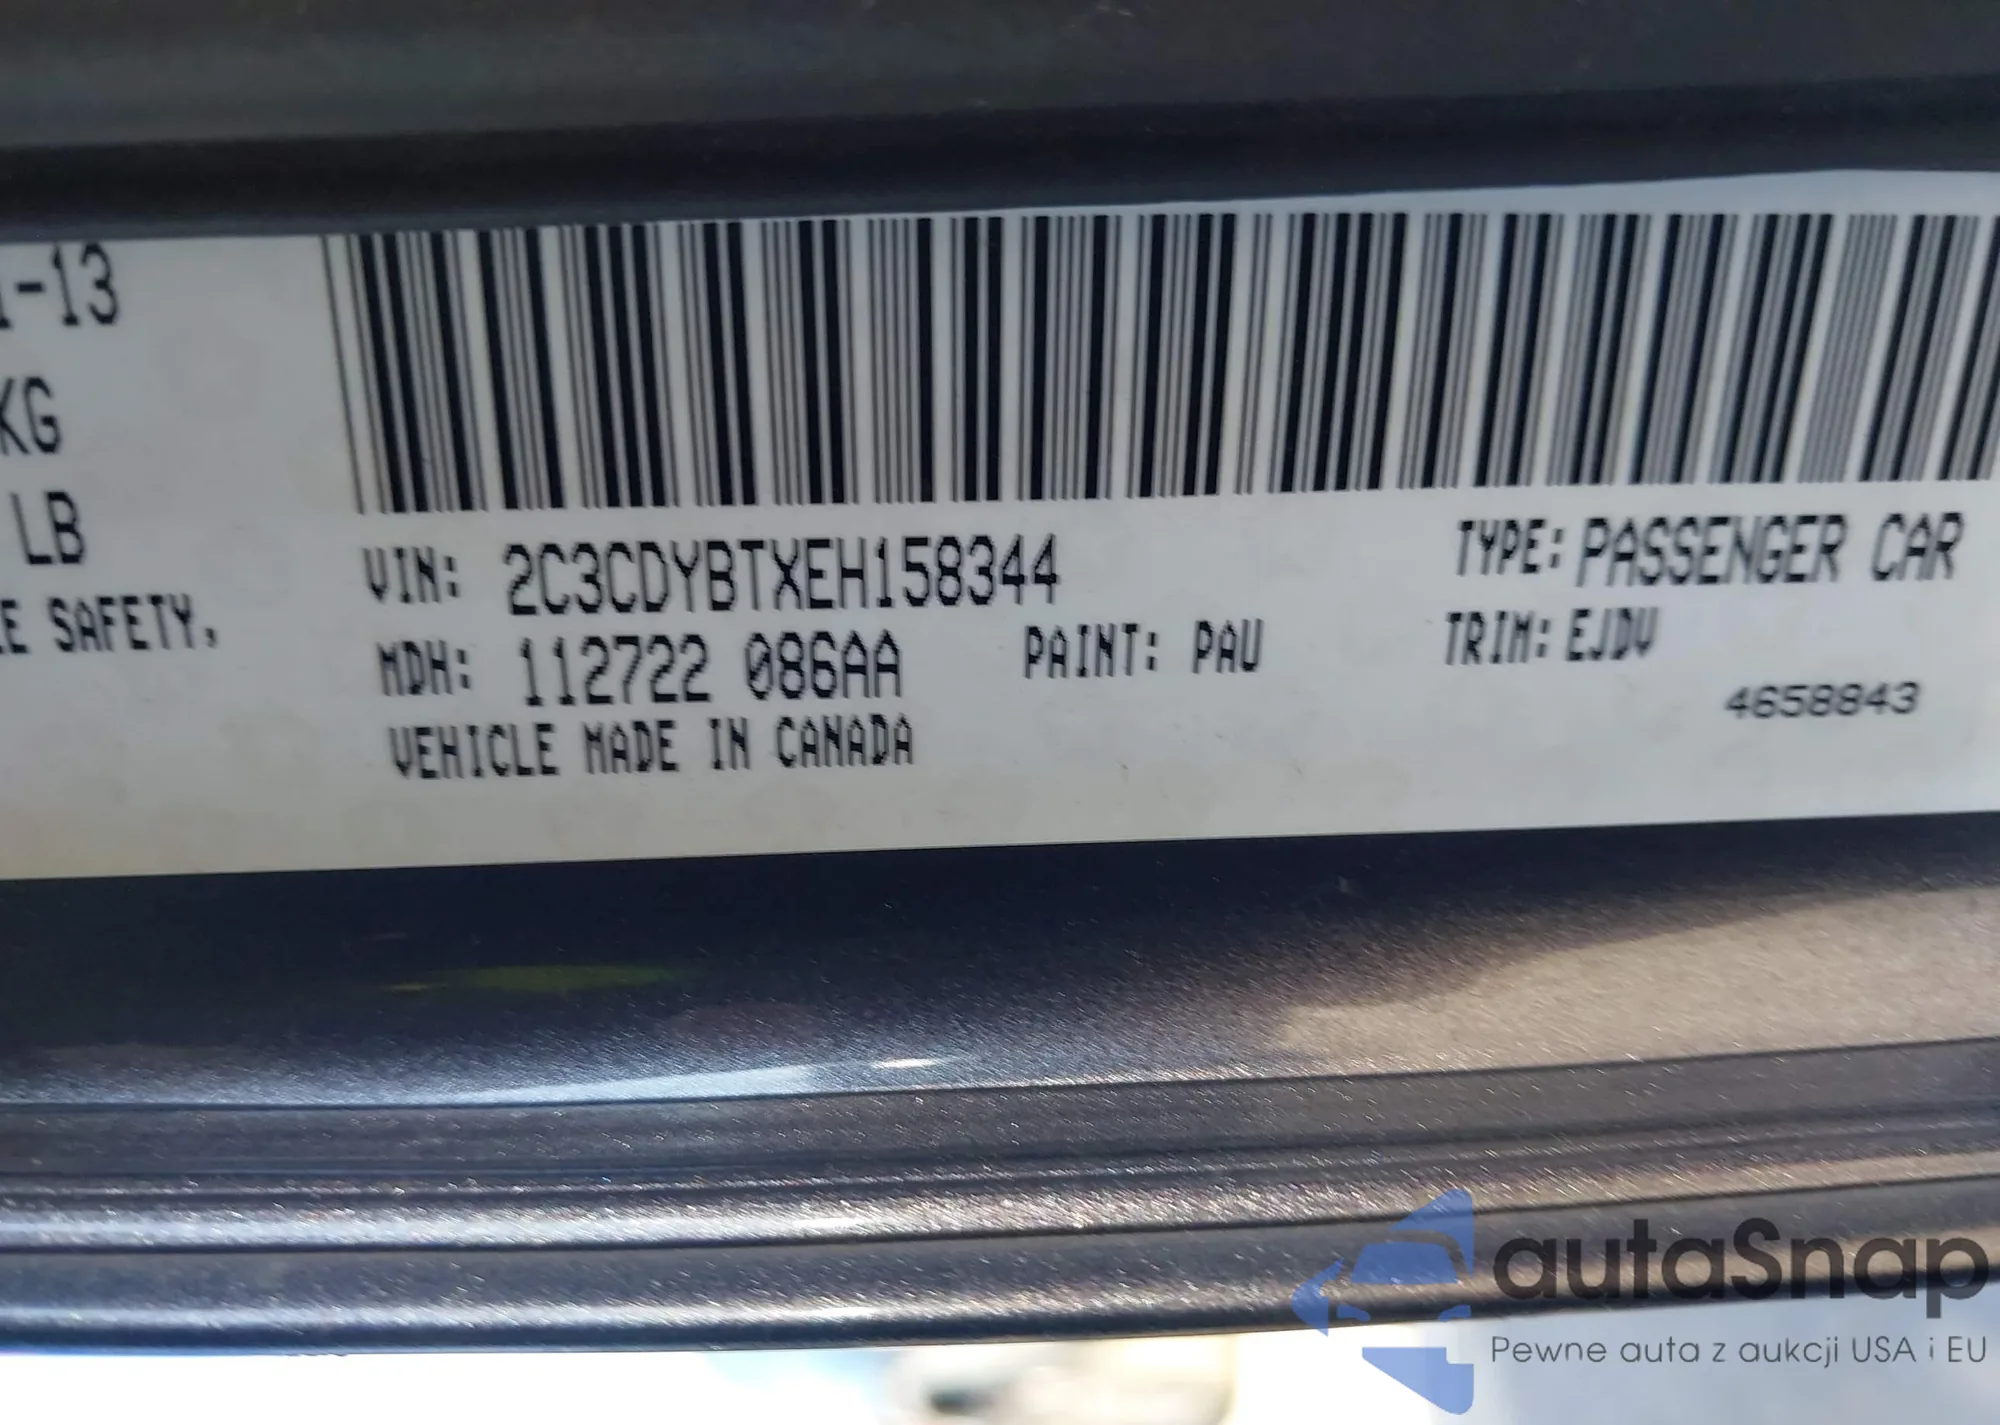 1-13
KG
LB
E SAFETY,
VIN: 2C3CDYBTXEH158344
TYPE: PASSENGER CAR
MDH: 112722 086AA
PAINT: PAU
TRIM: EJDV
4658843
VEHICLE MADE IN CANADA
autaSnap
Pewne auta z aukcji USA i EU